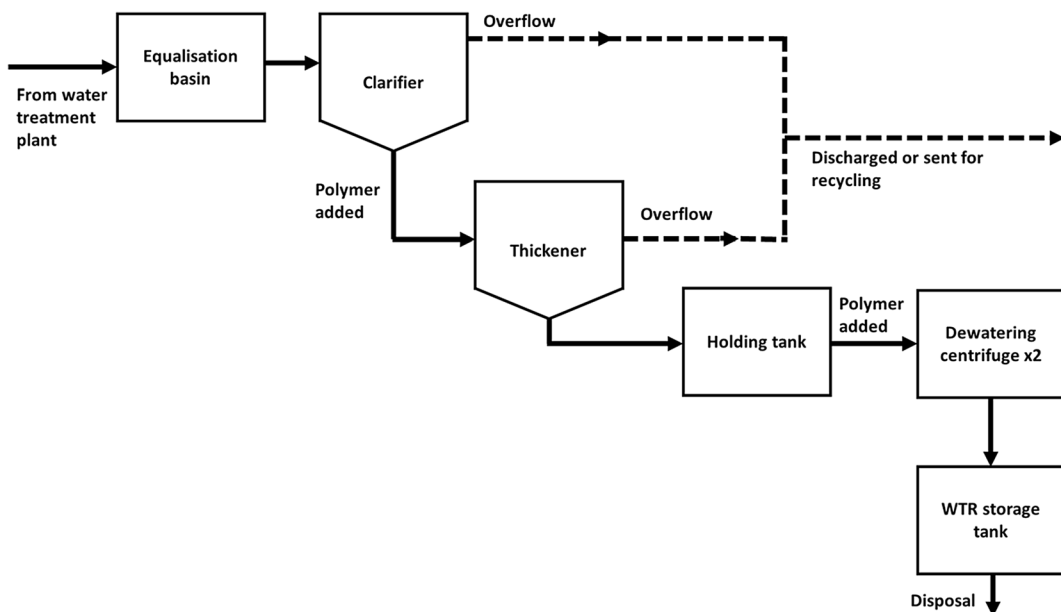 Overflow
Equalisation
basin
Clarifier
From water
treatment
plant
Discharged or sent for
recycling
Polymer
added
Overflow
Thickener
Polymer
added
Holding tank
Dewatering
centrifuge x2
WTR storage
tank
Disposal